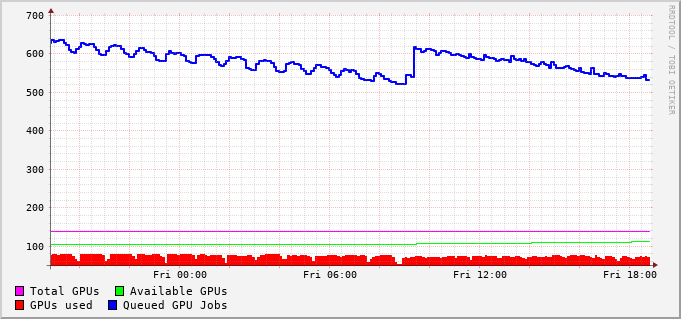 700
600
500
400
300
200
100
Fri 00:00 Fri 06:00 Fri 12:00 Fri 18:00
Total GPUs Available GPUs
GPUs used Queued GPU Jobs
RRDTOOL / TOBI OETIKER